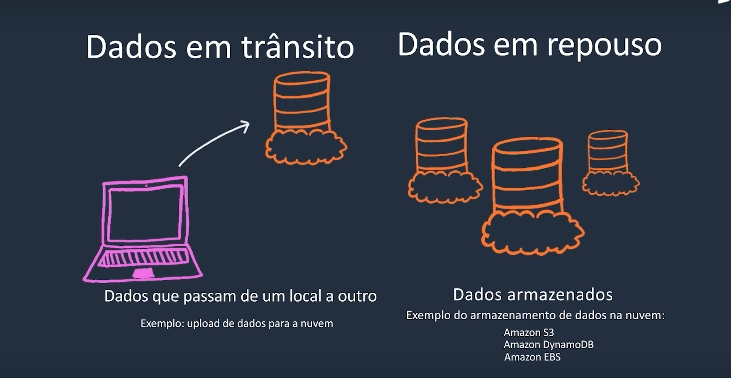 Dados em trânsito
Dados que passam de um local a outro
Exemplo: upload de dados para a nuvem
Dados em repouso
Dados armazenados
Exemplo do armazenamento de dados na nuvem:
Amazon S3
Amazon DynamoDB
Amazon EBS